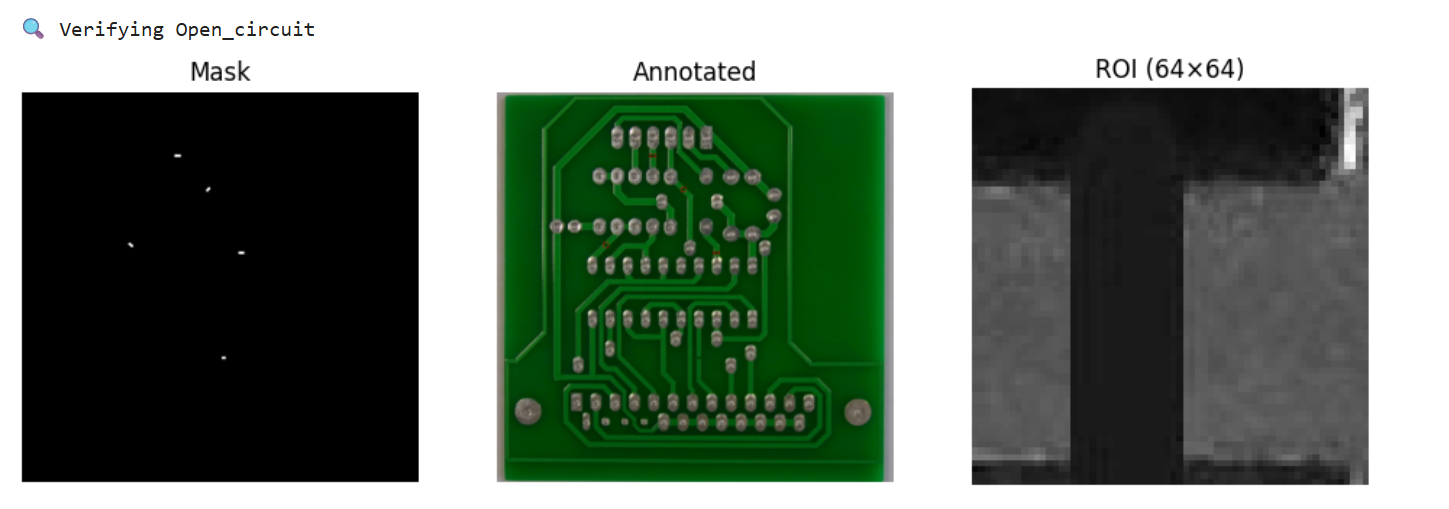 🔍 Verifying Open_circuit
Mask
Annotated
ROI (64×64)